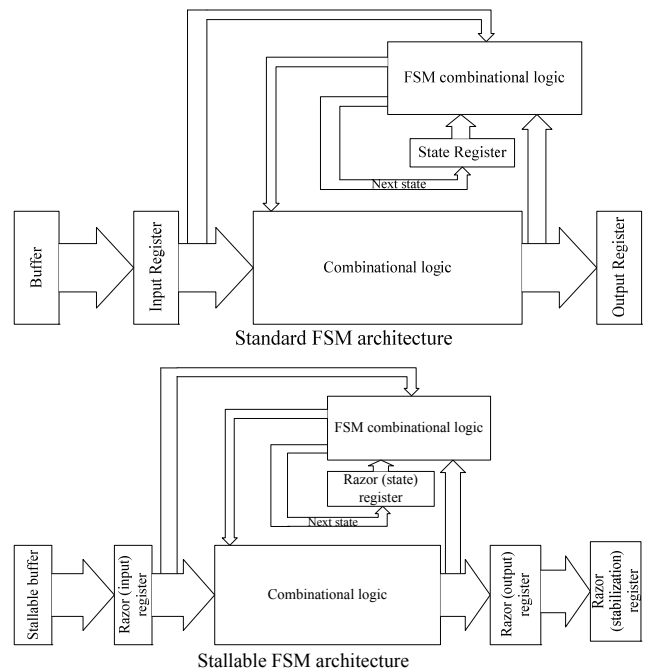 FSM combinational logic
State Register
Next state
Buffer
Input Register
Combinational logic
Output Register
Standard FSM architecture
FSM combinational logic
Razor (state)
register
Next state
Stallable buffer
Razor (input)
register
Combinational logic
Razor (output)
register
Razor
(stabilization)
register
Stallable FSM architecture